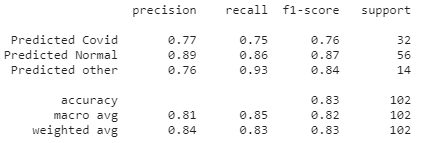 precision recall f1-score support
Predicted Covid 0.77 0.75 0.76 32
Predicted Normal 0.89 0.86 0.87 56
Predicted other 0.76 0.93 0.84 14
accuracy 0.83 102
macro avg 0.81 0.85 0.82 102
weighted avg 0.84 0.83 0.83 102